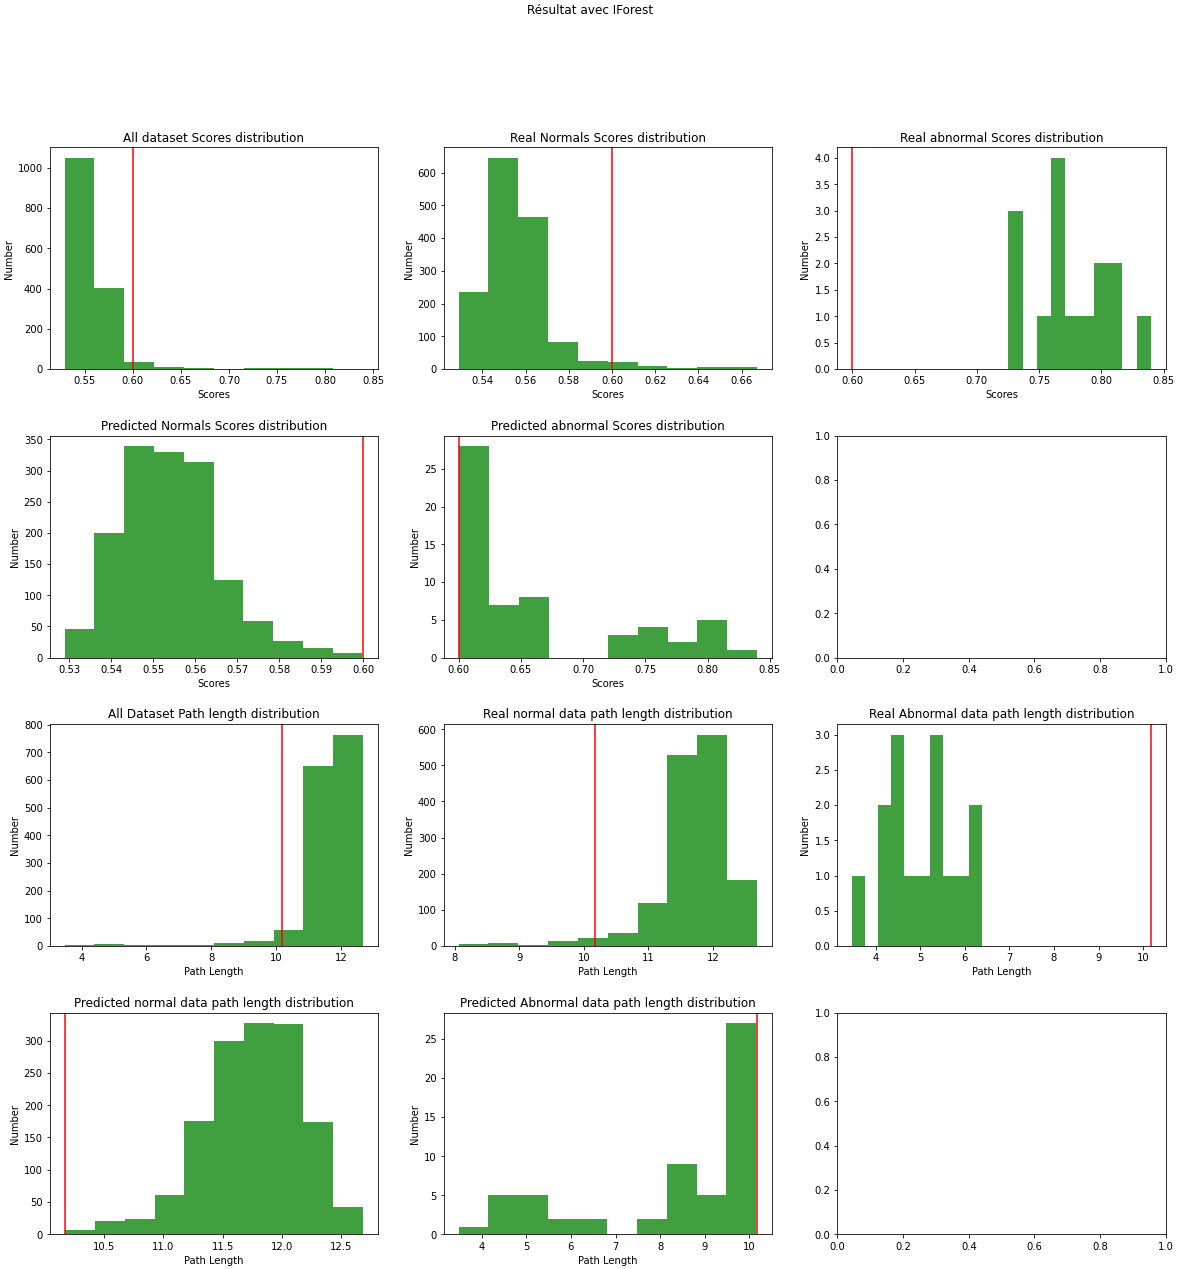 Résultat avec IForest
All dataset Scores distribution
Number
1000
800
600
400
200
0
0.55 0.60 0.65 0.70 0.75 0.80 0.85
Scores
Real Normals Scores distribution
Number
600
500
400
300
200
100
0
0.54 0.56 0.58 0.60 0.62 0.64 0.66
Scores
Real abnormal Scores distribution
Number
4.0
3.5
3.0
2.5
2.0
1.5
1.0
0.5
0.0
0.60 0.65 0.70 0.75 0.80 0.85
Scores
Predicted Normals Scores distribution
Number
350
300
250
200
150
100
50
0
0.53 0.54 0.55 0.56 0.57 0.58 0.59 0.60
Scores
Predicted abnormal Scores distribution
Number
25
20
15
10
5
0
0.60 0.65 0.70 0.75 0.80 0.85
Scores
1.0
0.8
0.6
0.4
0.2
0.0
0.0 0.2 0.4 0.6 0.8 1.0
All Dataset Path length distribution
Number
800
700
600
500
400
300
200
100
0
4 6 8 10 12
Path Length
Real normal data path length distribution
Number
600
500
400
300
200
100
0
8 9 10 11 12
Path Length
Real Abnormal data path length distribution
Number
3.0
2.5
2.0
1.5
1.0
0.5
0.0
4 5 6 7 8 9 10
Path Length
Predicted normal data path length distribution
Number
300
250
200
150
100
50
0
10.5 11.0 11.5 12.0 12.5
Path Length
Predicted Abnormal data path length distribution
Number
25
20
15
10
5
0
4 5 6 7 8 9 10
Path Length
1.0
0.8
0.6
0.4
0.2
0.0
0.0 0.2 0.4 0.6 0.8 1.0